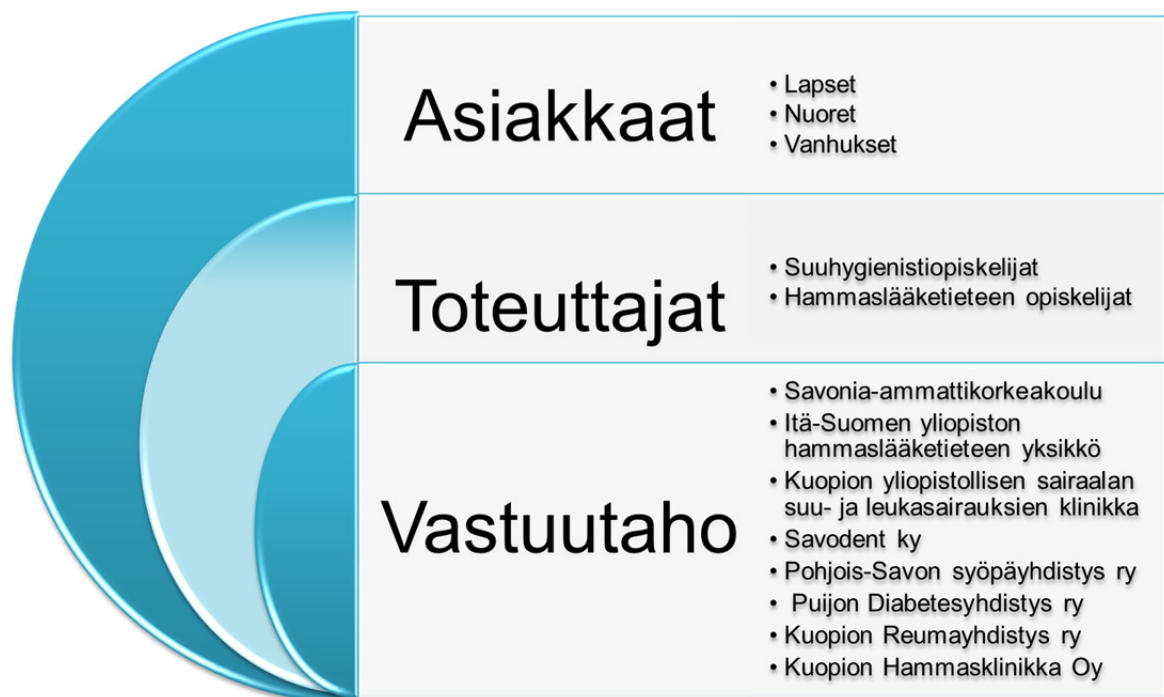 Asiakkaat
• Lapset
• Nuoret
• Vanhukset
Toteuttajat
• Suuhygienistiopiskelijat
• Hammaslääketieteen opiskelijat
Vastuutaho
• Savonia-ammattikorkeakoulu
• Itä-Suomen yliopiston
hammaslääketieteen yksikkö
• Kuopion yliopistollisen sairaalan
suu- ja leukasairauksien klinikka
• Savodent ky
• Pohjois-Savon syöpäyhdistys ry
• Puijon Diabetesyhdistys ry
• Kuopion Reumayhdistys ry
• Kuopion Hammasklinikka Oy